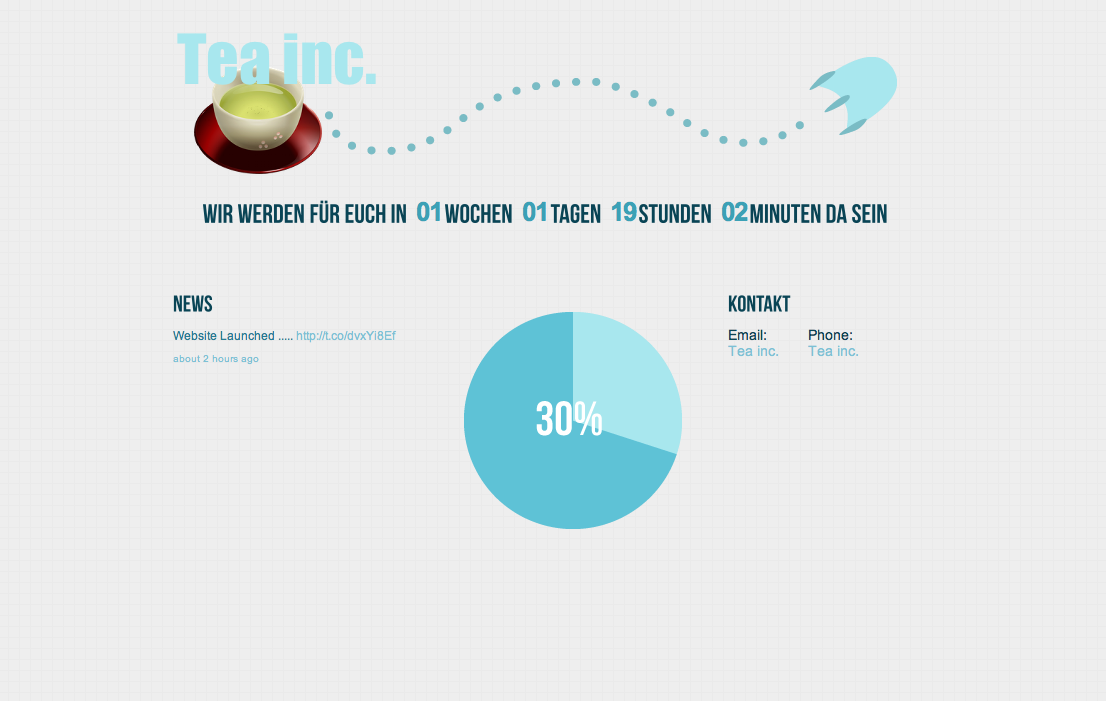 Tea inc.
WIR WERDEN FÜR EUCH IN 01 WOCHEN 01 TAGEN 19 STUNDEN 02 MINUTEN DA SEIN
NEWS
Website Launched ..... http://t.co/dvxYi8Ef
about 2 hours ago
30%
KONTAKT
Email: Phone:
Tea inc. Tea inc.